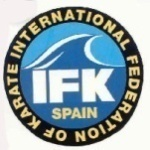 INTERNATIONAL FEDERATION OF KARATE
IFK
SPAIN